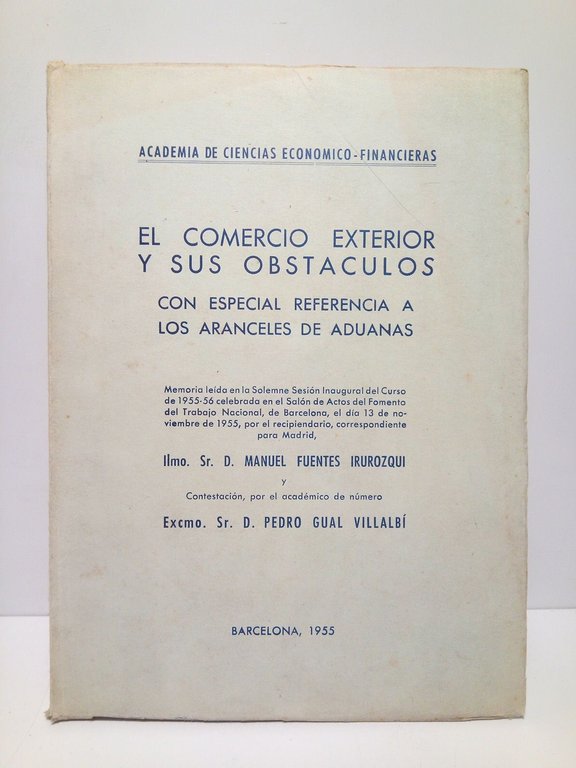 ACADEMIA DE CIENCIAS ECONOMICO-FINANCIERAS
EL COMERCIO EXTERIOR
Y SUS OBSTACULOS
CON ESPECIAL REFERENCIA A
LOS ARANCELES DE ADUANAS
Memoria leída en la Solemne Sesión Inaugural del Curso
de 1955-56 celebrada en el Salón de Actos del Fomento
del Trabajo Nacional, de Barcelona, el día 13 de no-
viembre de 1955, por el recipiendario, correspondiente
para Madrid,
Ilmo. Sr. D. MANUEL FUENTES IRUROZQUI
y
Contestación, por el académico de número
Excmo. Sr. D. PEDRO GUAL VILLALBÍ
BARCELONA, 1955